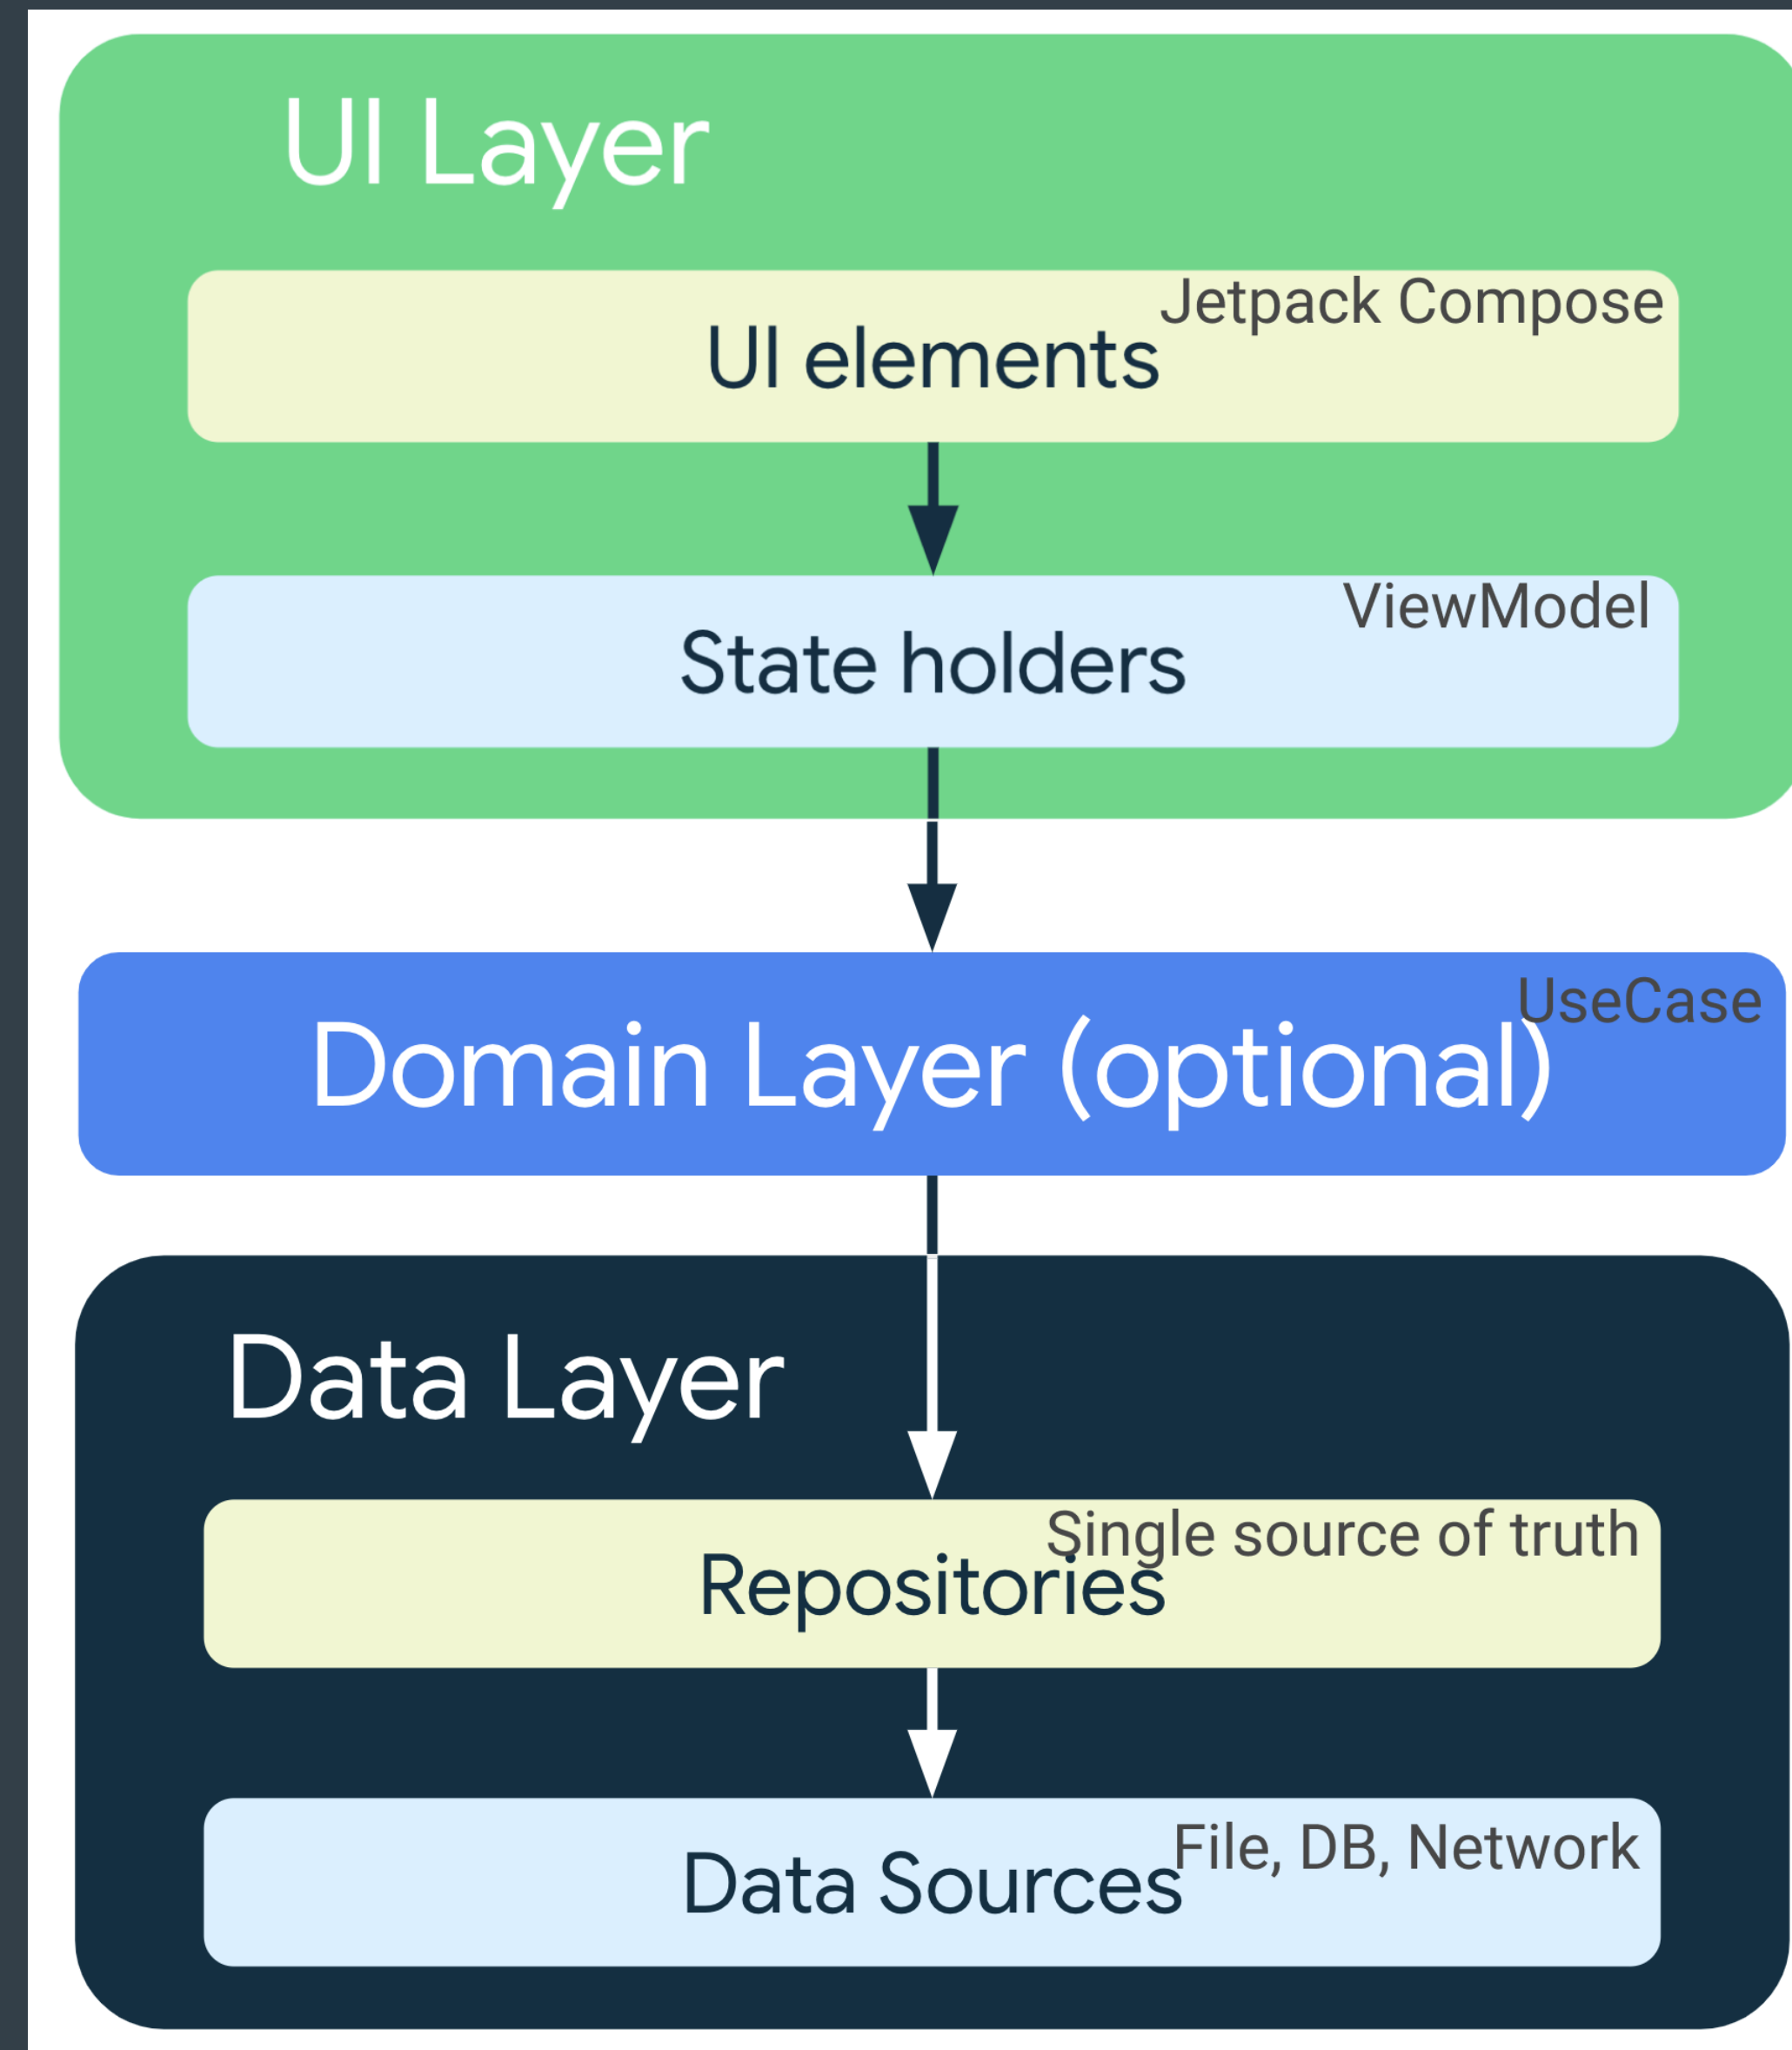 UI Layer
Jetpack Compose
UI elements
ViewModel
State holders
UseCase
Domain Layer (optional)
Data Layer
Single source of truth
Repositories
File, DB, Network
Data Sources